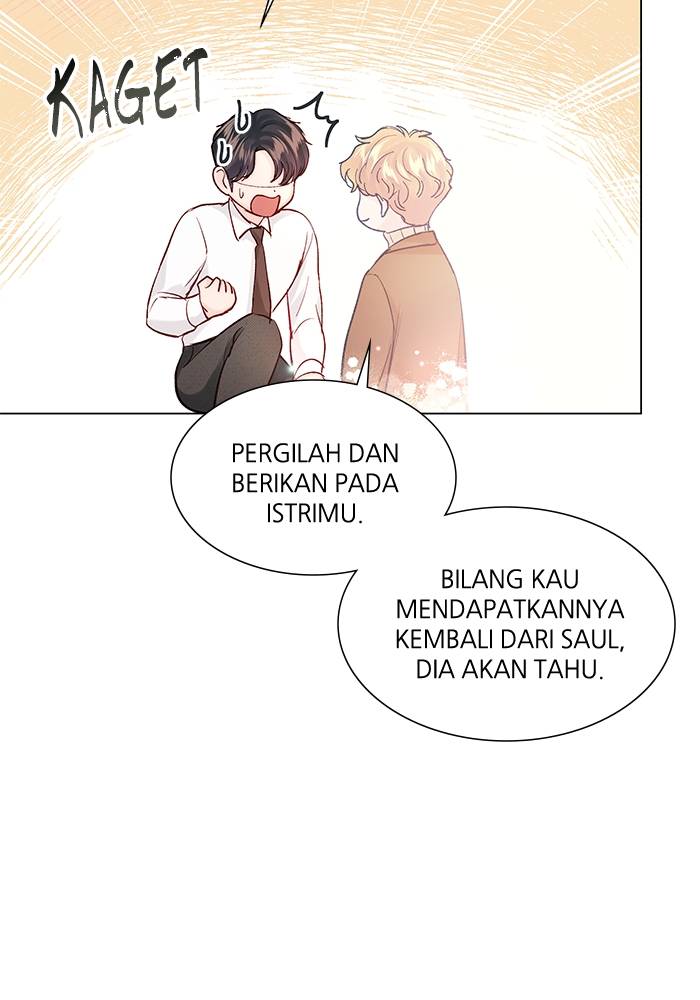 KAGET
PERGILAH DAN
BERIKAN PADA
ISTRIMU.
BILANG KAU
MENDAPATKANNYA
KEMBALI DARI SAUL,
DIA AKAN TAHU.